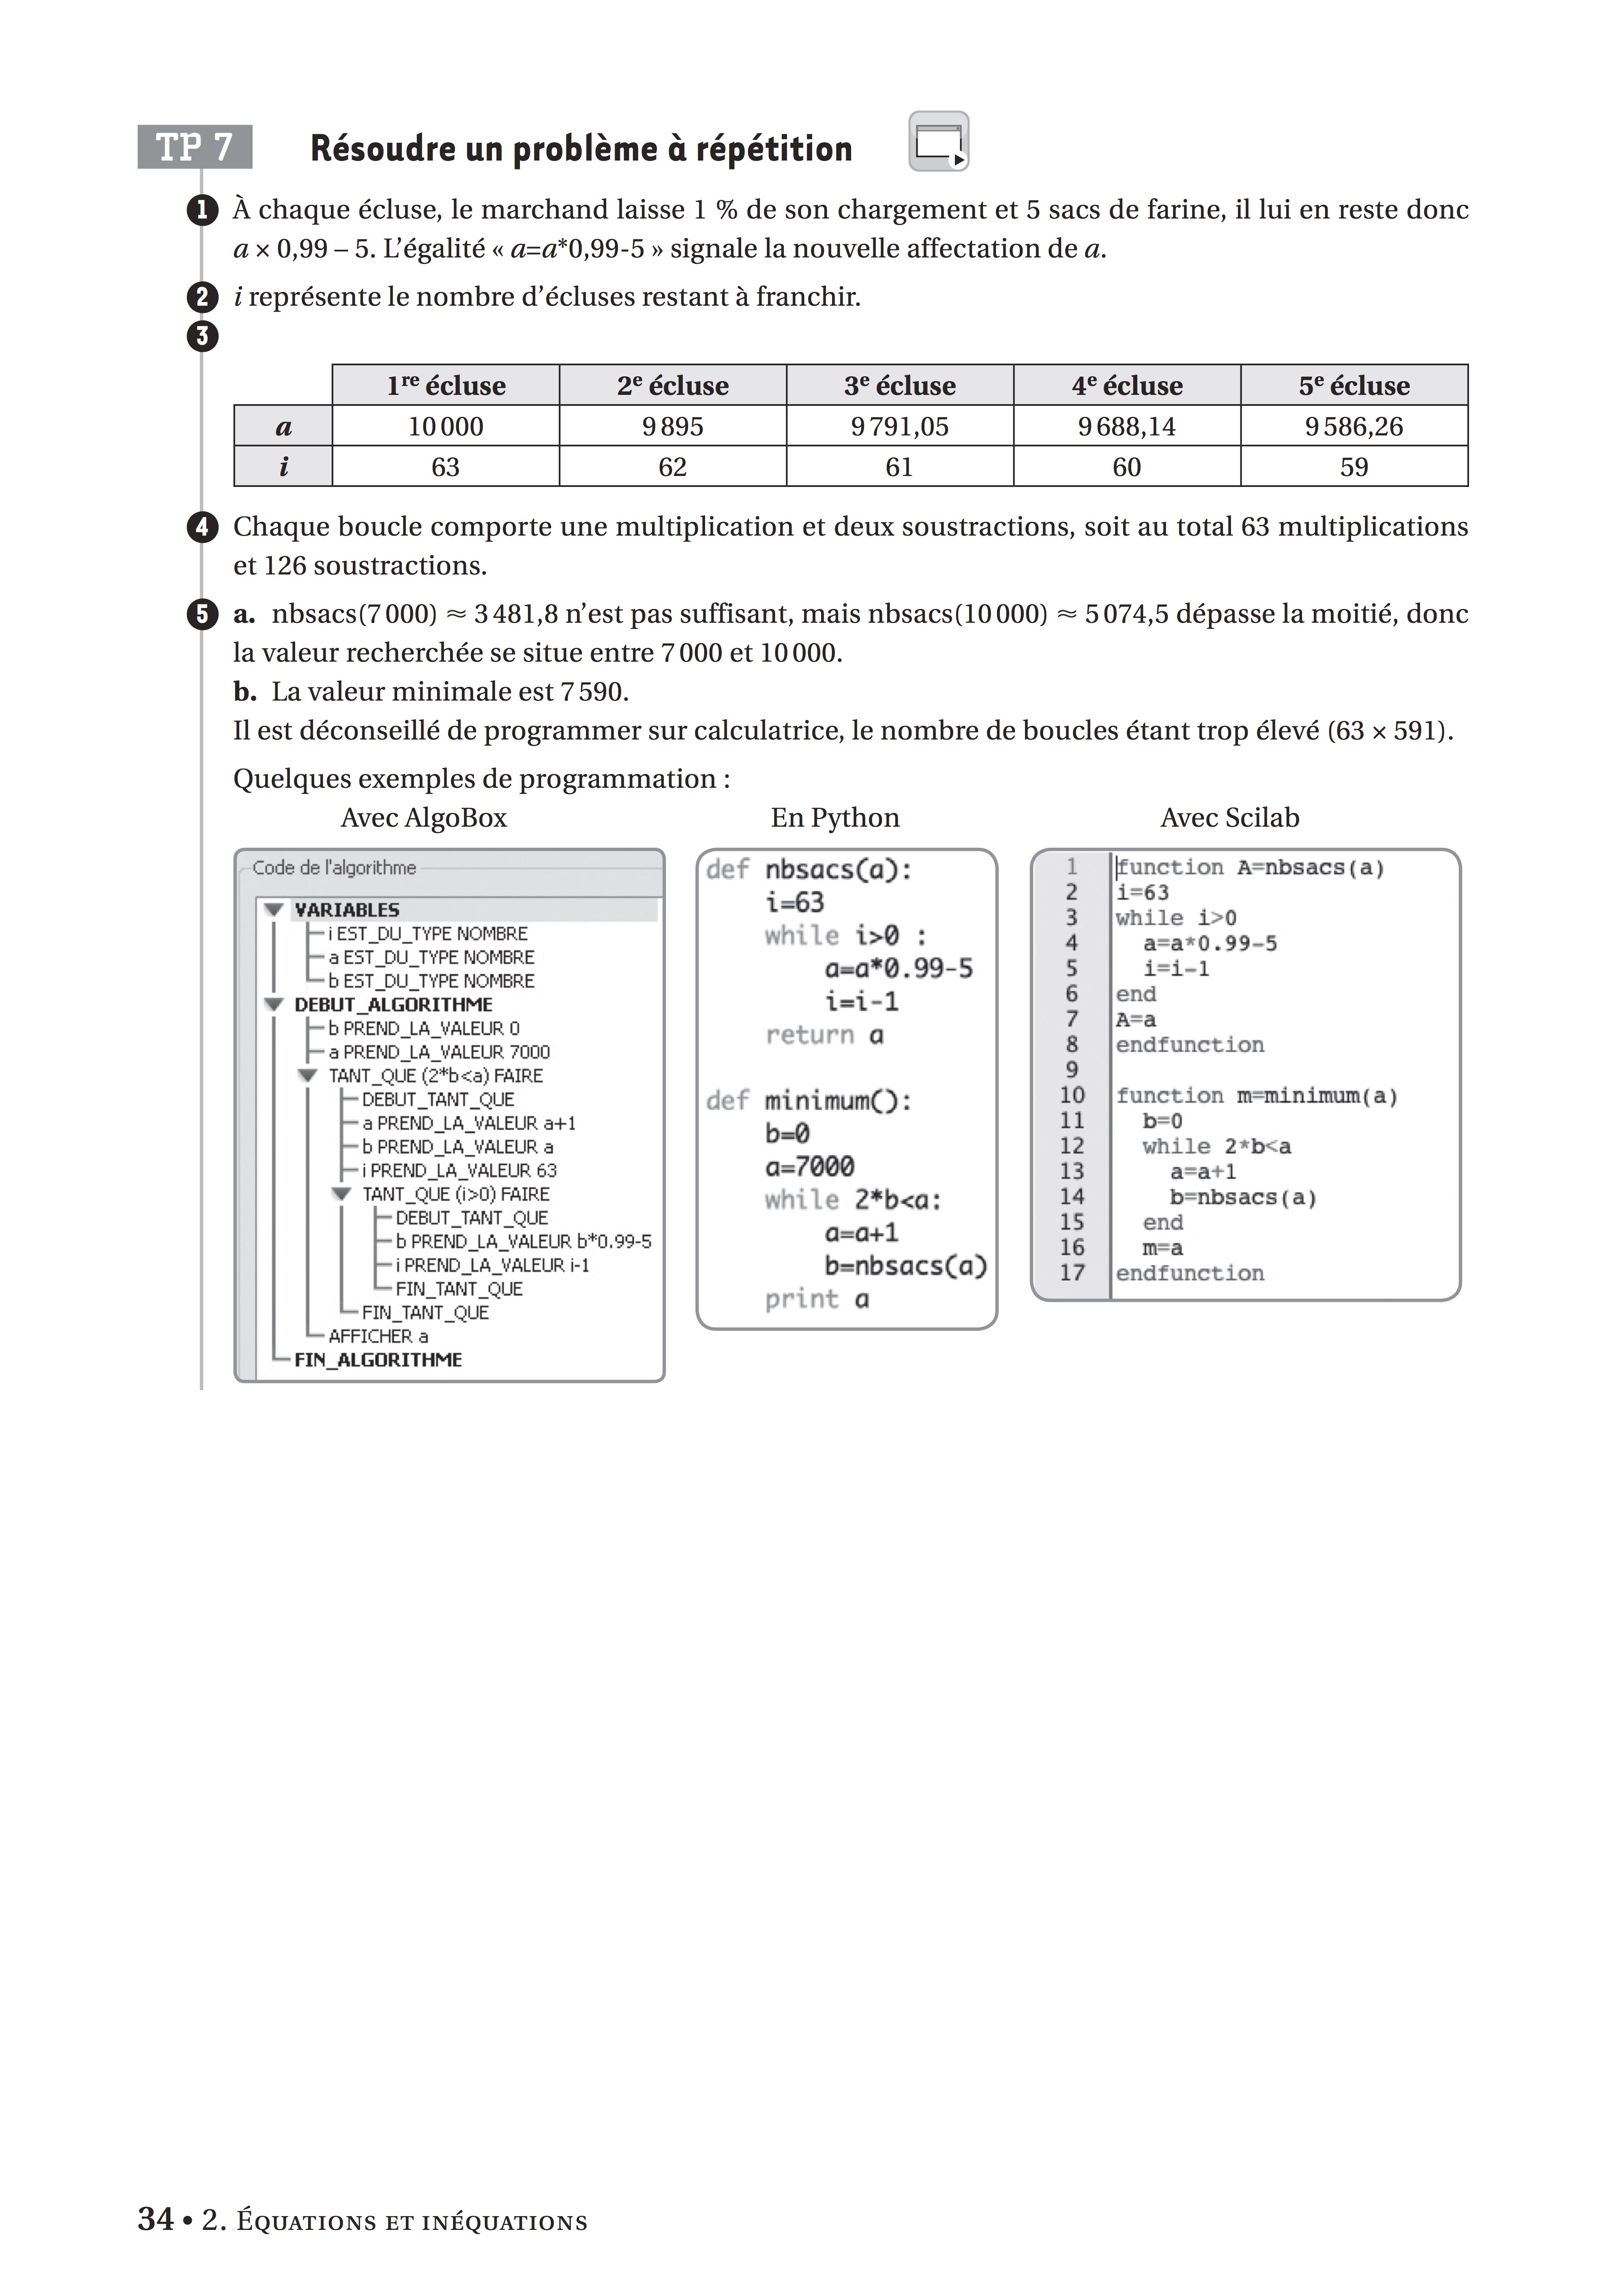 TP 7 Résoudre un problème à répétition
1 À chaque écluse, le marchand laisse 1 % de son chargement et 5 sacs de farine, il lui en reste donc
a × 0,99 – 5. L’égalité « a=a*0,99-5 » signale la nouvelle affectation de a.
2 i représente le nombre d’écluses restant à franchir.
3
1re écluse 2e écluse 3e écluse 4e écluse 5e écluse
a 10 000 9 895 9 791,05 9 688,14 9 586,26
i 63 62 61 60 59
4 Chaque boucle comporte une multiplication et deux soustractions, soit au total 63 multiplications
et 126 soustractions.
5 a. nbsacs(7 000) ≈ 3 481,8 n’est pas suffisant, mais nbsacs(10 000) ≈ 5 074,5 dépasse la moitié, donc
la valeur recherchée se situe entre 7 000 et 10 000.
b. La valeur minimale est 7 590.
Il est déconseillé de programmer sur calculatrice, le nombre de boucles étant trop élevé (63 × 591).
Quelques exemples de programmation :
Avec AlgoBox
Code de l'algorithme
VARIABLES
i EST_DU_TYPE NOMBRE
a EST_DU_TYPE NOMBRE
b EST_DU_TYPE NOMBRE
DEBUT_ALGORITHME
b PREND_LA_VALEUR 0
a PREND_LA_VALEUR 7000
TANT_QUE (2*b<a) FAIRE
DEBUT_TANT_QUE
a PREND_LA_VALEUR a+1
b PREND_LA_VALEUR a
i PREND_LA_VALEUR 63
TANT_QUE (i>0) FAIRE
DEBUT_TANT_QUE
b PREND_LA_VALEUR b*0.99-5
i PREND_LA_VALEUR i-1
FIN_TANT_QUE
FIN_TANT_QUE
AFFICHER a
FIN_ALGORITHME
En Python
def nbsacs(a):
i=63
while i>0 :
a=a*0.99-5
i=i-1
return a
def minimum():
b=0
a=7000
while 2*b<a:
a=a+1
b=nbsacs(a)
print a
Avec Scilab
1 function A=nbsacs(a)
2 i=63
3 while i>0
4 a=a*0.99-5
5 i=i-1
6 end
7 A=a
8 endfunction
9
10 function m=minimum(a)
11 b=0
12 while 2*b<a
13 a=a+1
14 b=nbsacs(a)
15 end
16 m=a
17 endfunction
34 • 2. Équations et inéquations